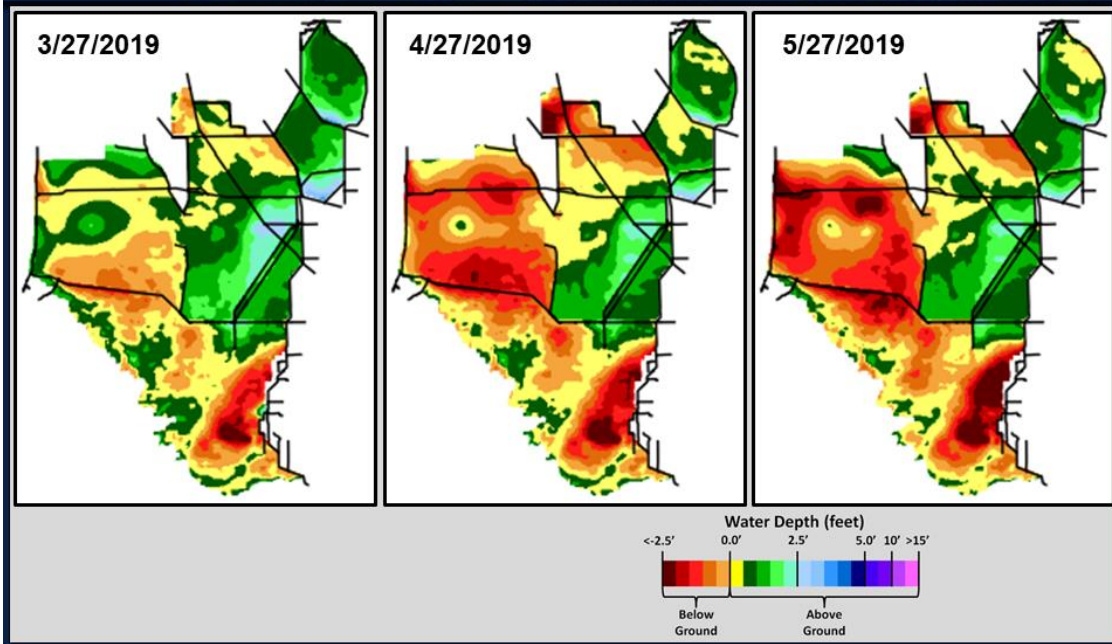 3/27/2019
4/27/2019
5/27/2019
Water Depth (feet)
<-2.5' 0.0' 2.5' 5.0' 10' >15'
Below Ground
Above Ground